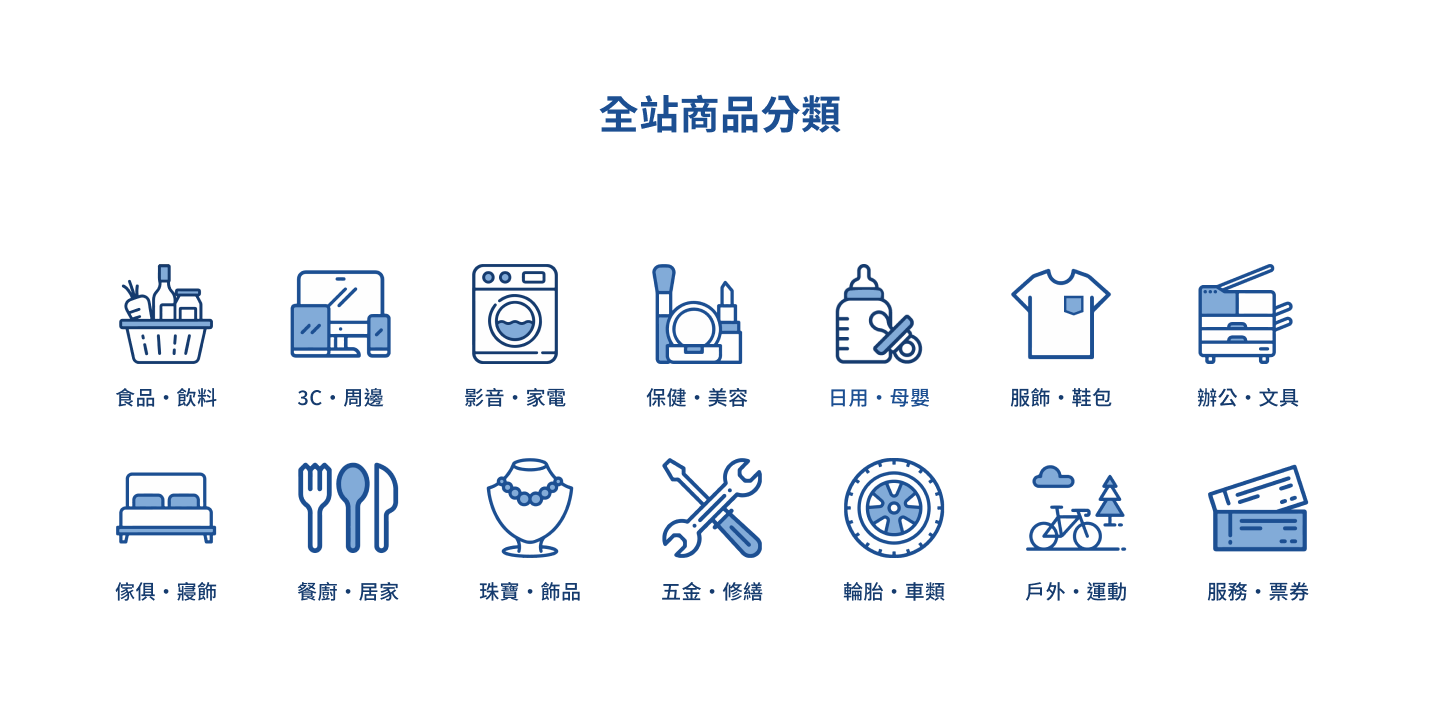 全站商品分類
食品・飲料
3C・周邊
影音・家電
保健・美容
日用・母嬰
服飾・鞋包
辦公・文具
傢俱・寢飾
餐廚・居家
珠寶・飾品
五金・修繕
輪胎・車類
戶外・運動
服務・票券